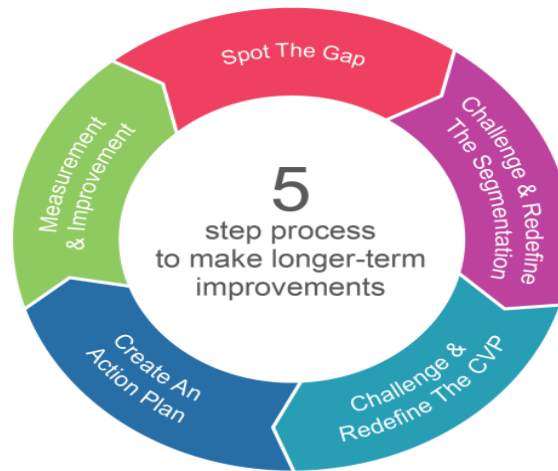 Spot The Gap
Challenge & Redefine
The Segmentation
Challenge &
Redefine The CVP
Create An
Action Plan
Measurement
& Improvement
5
step process
to make longer-term
improvements